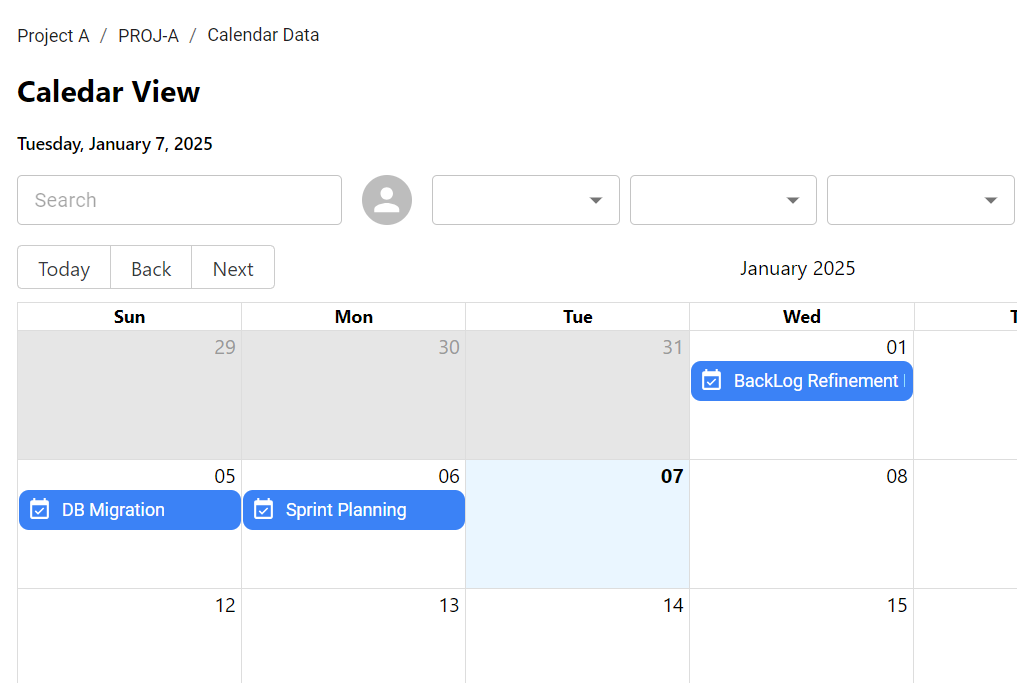 Project A / PROJ-A / Calendar Data
Caledar View
Tuesday, January 7, 2025
Search
Today Back Next January 2025
Sun Mon Tue Wed
29 30 31 01
BackLog Refinement
05 06 07 08
DB Migration Sprint Planning
12 13 14 15